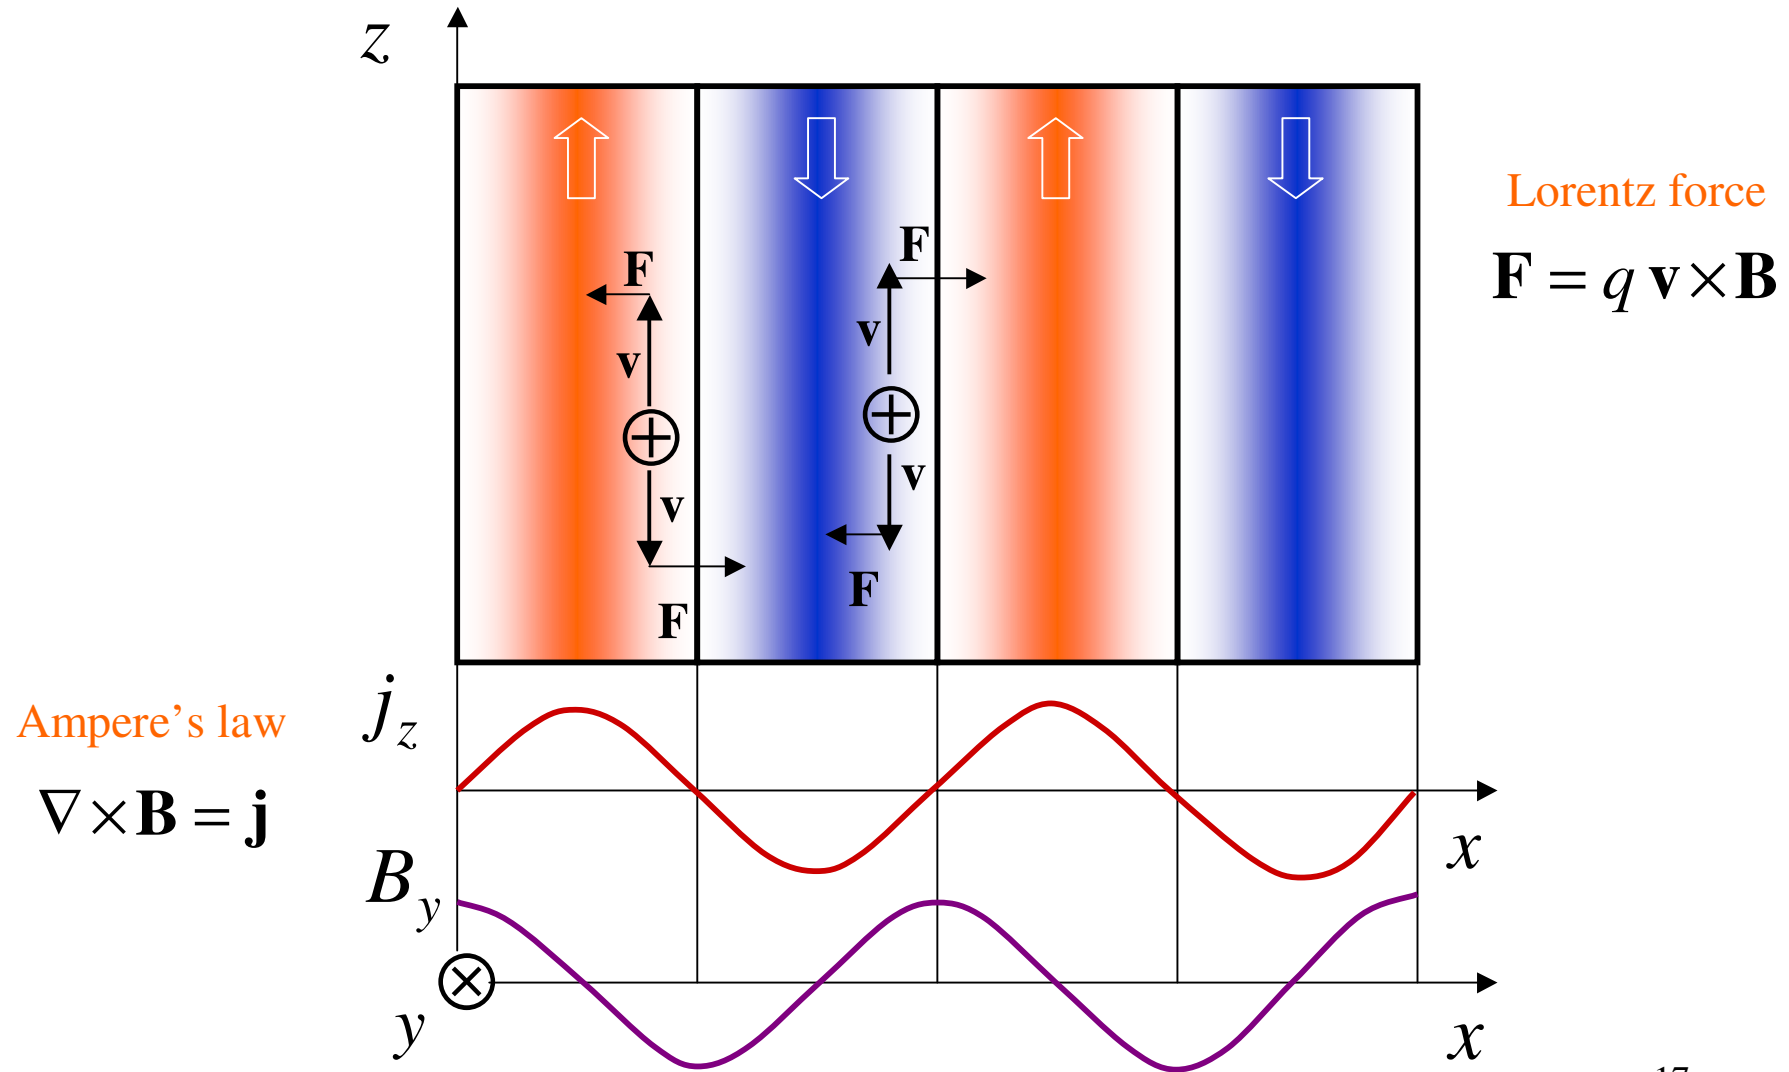 z
Lorentz force
F = q v × B
F
F
v
v
v
v
F
F
j_z
Ampere's law
∇ × B = j
x
B_y
y
x